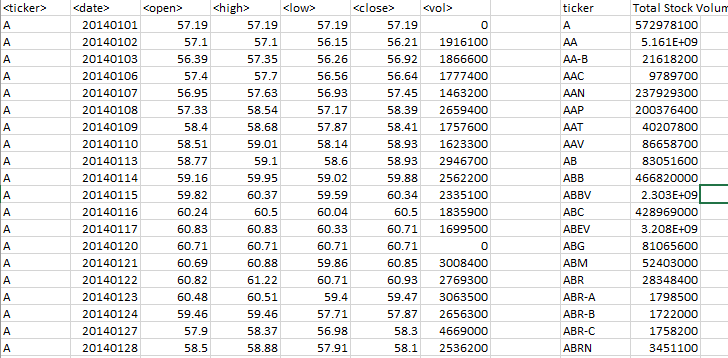 <ticker> <date> <open> <high> <low> <close> <vol> ticker Total Stock Volum
A 20140101 57.19 57.19 57.19 57.19 0 A 572978100
A 20140102 57.1 57.1 56.15 56.21 1916100 AA 5.161E+09
A 20140103 56.39 57.35 56.26 56.92 1866600 AA-B 21618200
A 20140106 57.4 57.7 56.56 56.64 1777400 AAC 9789700
A 20140107 56.95 57.63 56.93 57.45 1463200 AAN 237929300
A 20140108 57.33 58.54 57.17 58.39 2659400 AAP 200376400
A 20140109 58.4 58.68 57.87 58.41 1757600 AAT 40207800
A 20140110 58.51 59.01 58.14 58.93 1623300 AAV 86658700
A 20140113 58.77 59.1 58.6 58.93 2946700 AB 83051600
A 20140114 59.16 59.95 59.02 59.88 2562200 ABB 466820000
A 20140115 59.82 60.37 59.59 60.34 2335100 ABBV 2.303E+09
A 20140116 60.24 60.5 60.04 60.5 1835900 ABC 428969000
A 20140117 60.83 60.83 60.33 60.71 1699500 ABEV 3.208E+09
A 20140120 60.71 60.71 60.71 60.71 0 ABG 81065600
A 20140121 60.69 60.88 59.86 60.85 3008400 ABM 52403000
A 20140122 60.82 61.22 60.71 60.93 2769300 ABR 28348400
A 20140123 60.48 60.51 59.4 59.47 3063500 ABR-A 1798500
A 20140124 59.46 59.46 57.71 57.87 2656300 ABR-B 1722000
A 20140127 57.9 58.37 56.98 58.3 4669000 ABR-C 1758200
A 20140128 58.5 58.88 57.91 58.1 2536200 ABRN 3451100